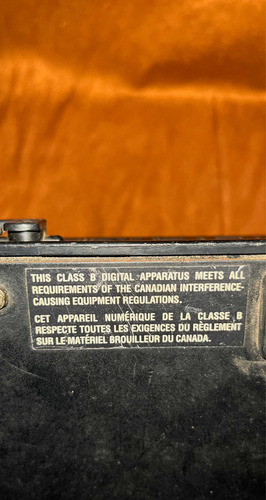 THIS CLASS B DIGITAL APPARATUS MEETS ALL
REQUIREMENTS OF THE CANADIAN INTERFERENCE-
CAUSING EQUIPMENT REGULATIONS.
CET APPAREIL NUMÉRIQUE DE LA CLASSE B
RESPECTE TOUTES LES EXIGENCES DU RÈGLEMENT
SUR LE MATÉRIEL BROUILLEUR DU CANADA.